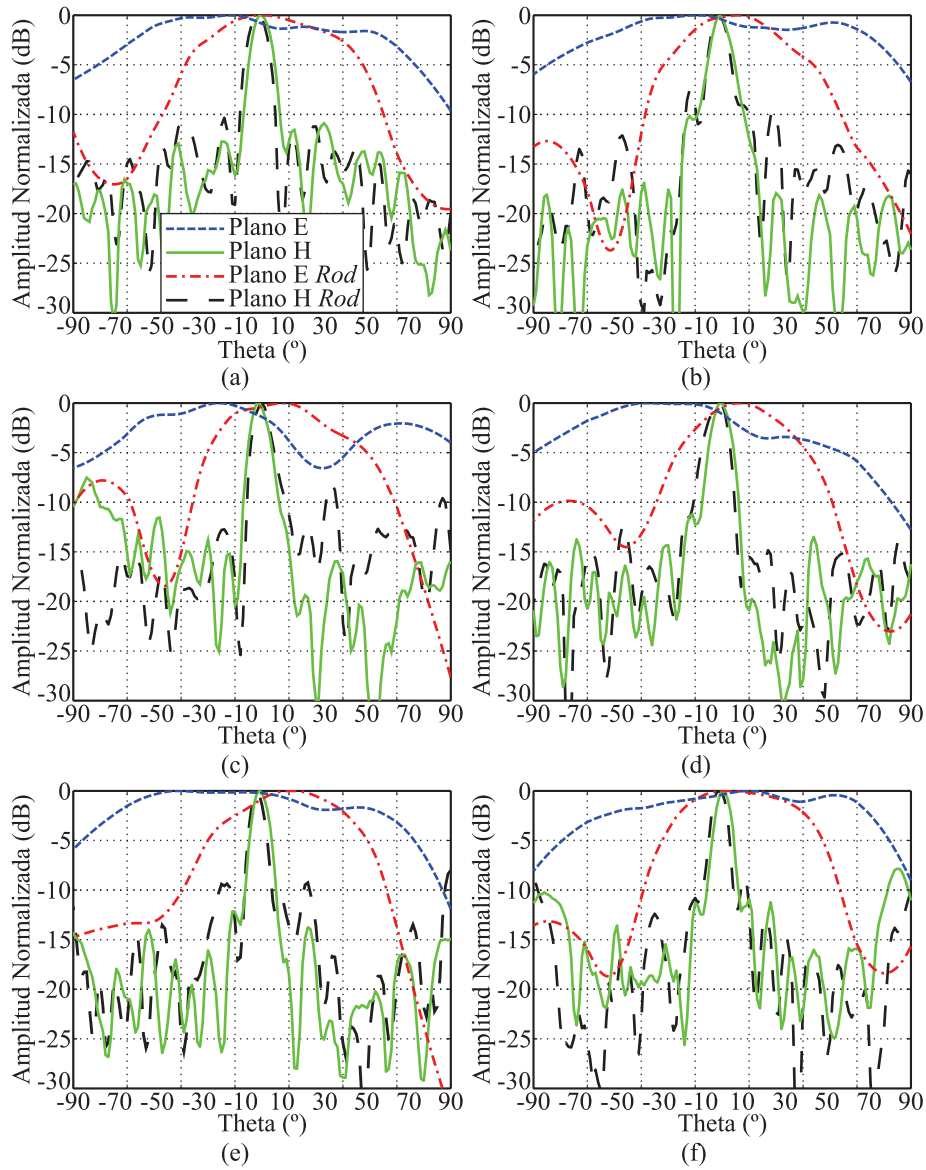 Amplitud Normalizada (dB)
0
-5
-10
-15
-20
-25
-30
Plano E
Plano H
Plano E Rod
Plano H Rod
-90 -70 -50 -30 -10 10 30 50 70 90
Theta (º)
(a)
Amplitud Normalizada (dB)
0
-5
-10
-15
-20
-25
-30
-90 -70 -50 -30 -10 10 30 50 70 90
Theta (º)
(b)
Amplitud Normalizada (dB)
0
-5
-10
-15
-20
-25
-30
-90 -70 -50 -30 -10 10 30 50 70 90
Theta (º)
(c)
Amplitud Normalizada (dB)
0
-5
-10
-15
-20
-25
-30
-90 -70 -50 -30 -10 10 30 50 70 90
Theta (º)
(d)
Amplitud Normalizada (dB)
0
-5
-10
-15
-20
-25
-30
-90 -70 -50 -30 -10 10 30 50 70 90
Theta (º)
(e)
Amplitud Normalizada (dB)
0
-5
-10
-15
-20
-25
-30
-90 -70 -50 -30 -10 10 30 50 70 90
Theta (º)
(f)